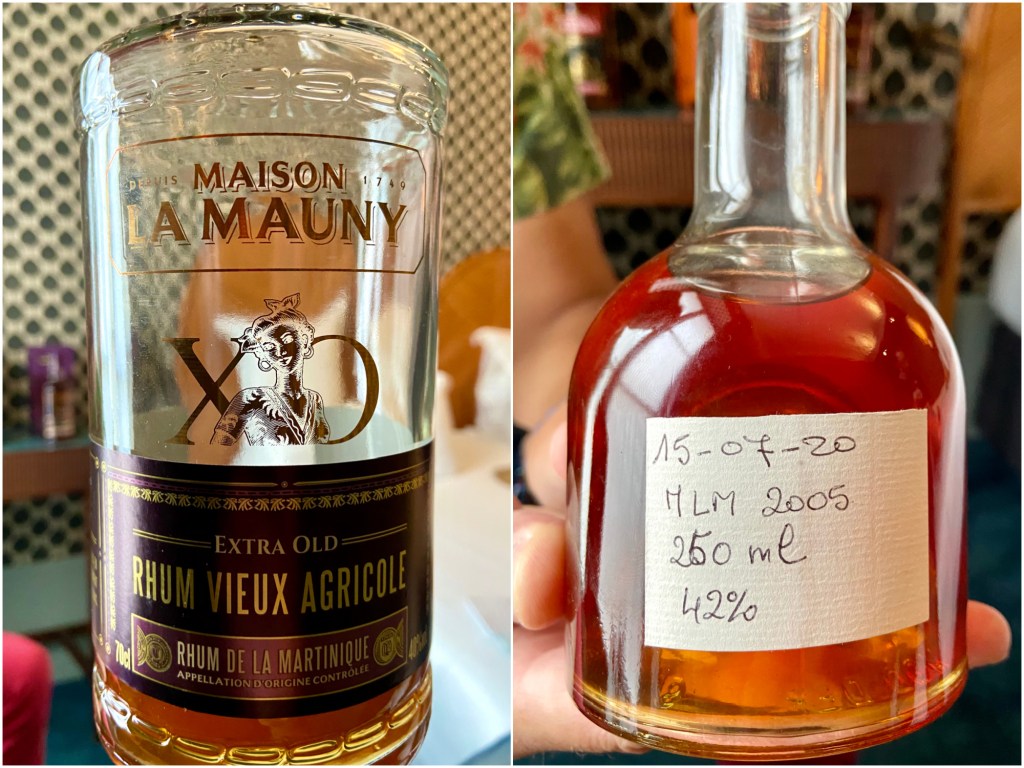 MAISON
DEPUIS 1749
LA MAUNY
XO
EXTRA OLD
RHUM VIEUX AGRICOLE
70cl
RHUM DE LA MARTINIQUE
APPELLATION D'ORIGINE CONTRÔLÉE
15-07-20
MLM 2005
250 ml
42%